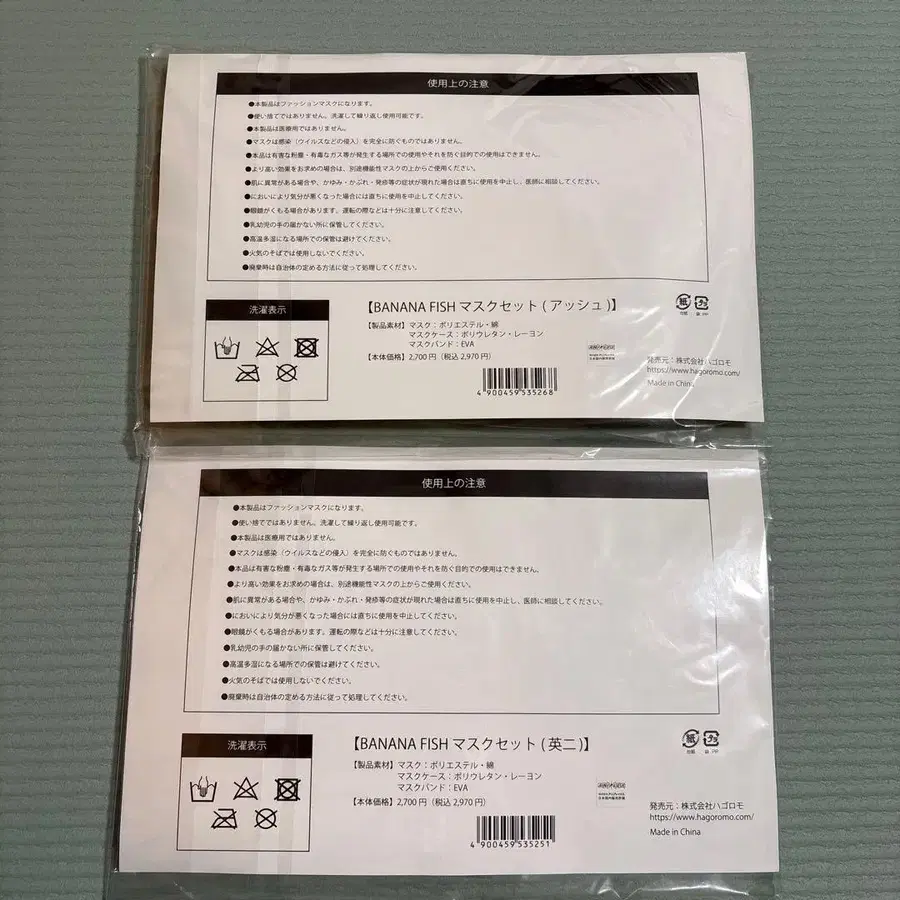 使用上の注意
●本製品はファッションマスクになります。
●使い捨てではありません。洗濯して繰り返し使用可能です。
●本製品は医療用ではありません。
●マスクは感染（ウイルスなどの侵入）を完全に防ぐものではありません。
●本品は有害な粉塵・有毒なガス等が発生する場所での使用やそれを防ぐ目的での使用はできません。
●より高い効果をお求めの場合は、別途機能性マスクの上からご使用ください。
●肌に異常がある場合や、かゆみ・かぶれ・発疹等の症状が現れた場合は直ちに使用を中止し、医師に相談してください。
●においにより気分が悪くなった場合には直ちに使用を中止してください。
●眼鏡がくもる場合があります。運転の際などは十分に注意してください。
●乳幼児の手の届かない所に保管してください。
●高温多湿になる場所での保管は避けてください。
●火気のそばでは使用しないでください。
●廃棄時は自治体の定める方法に従って処理してください。
洗濯表示
【BANANA FISH マスクセット ( アッシュ )】
【製品素材】マスク：ポリエステル・綿
マスクケース：ポリウレタン・レーヨン
マスクバンド：EVA
【本体価格】2,700円（税込 2,970円）
4 900459 535268
紙 プラ
台紙 袋 PP
発売元：株式会社ハゴロモ
https://www.hagoromo.com/
Made in China
使用上の注意
●本製品はファッションマスクになります。
●使い捨てではありません。洗濯して繰り返し使用可能です。
●本製品は医療用ではありません。
●マスクは感染（ウイルスなどの侵入）を完全に防ぐものではありません。
●本品は有害な粉塵・有毒なガス等が発生する場所での使用やそれを防ぐ目的での使用はできません。
●より高い効果をお求めの場合は、別途機能性マスクの上からご使用ください。
●肌に異常がある場合や、かゆみ・かぶれ・発疹等の症状が現れた場合は直ちに使用を中止し、医師に相談してください。
●においにより気分が悪くなった場合には直ちに使用を中止してください。
●眼鏡がくもる場合があります。運転の際などは十分に注意してください。
●乳幼児の手の届かない所に保管してください。
●高温多湿になる場所での保管は避けてください。
●火気のそばでは使用しないでください。
●廃棄時は自治体の定める方法に従って処理してください。
洗濯表示
【BANANA FISH マスクセット ( 英二 )】
【製品素材】マスク：ポリエステル・綿
マスクケース：ポリウレタン・レーヨン
マスクバンド：EVA
【本体価格】2,700円（税込 2,970円）
4 900459 535251
紙 プラ
台紙 袋 PP
発売元：株式会社ハゴロモ
https://www.hagoromo.com/
Made in China